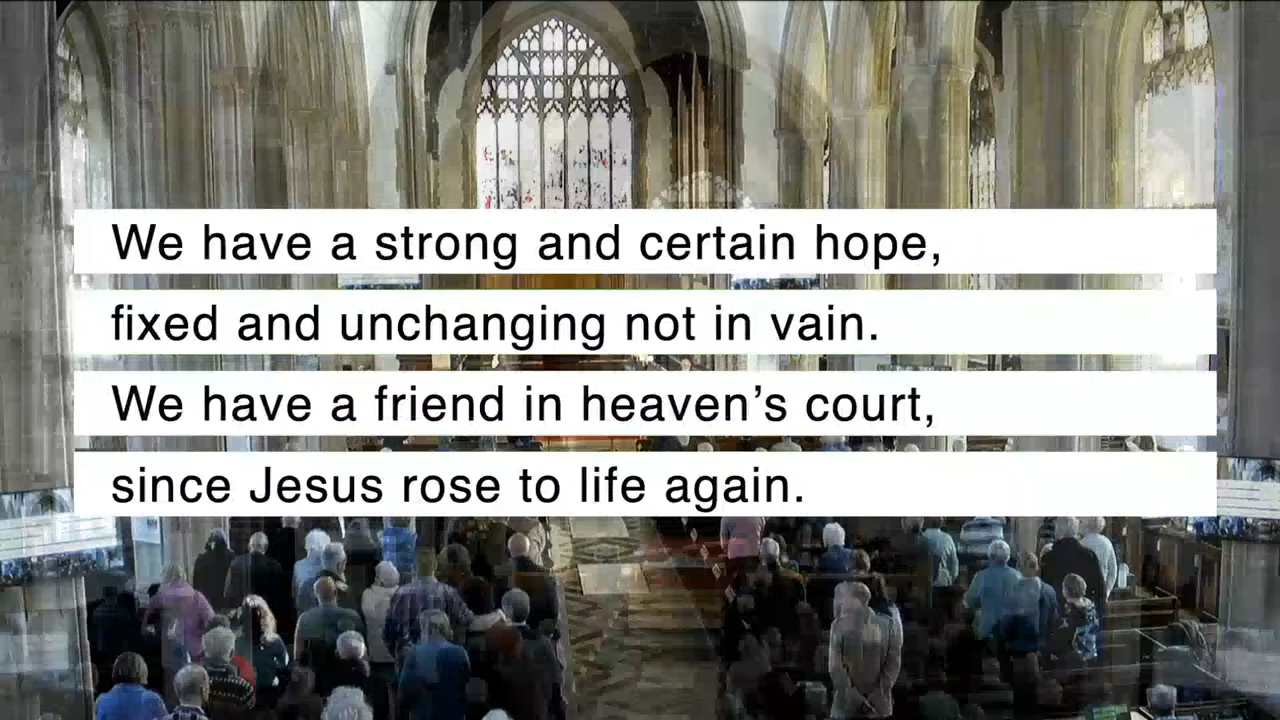 We have a strong and certain hope,
fixed and unchanging not in vain.
We have a friend in heaven’s court,
since Jesus rose to life again.